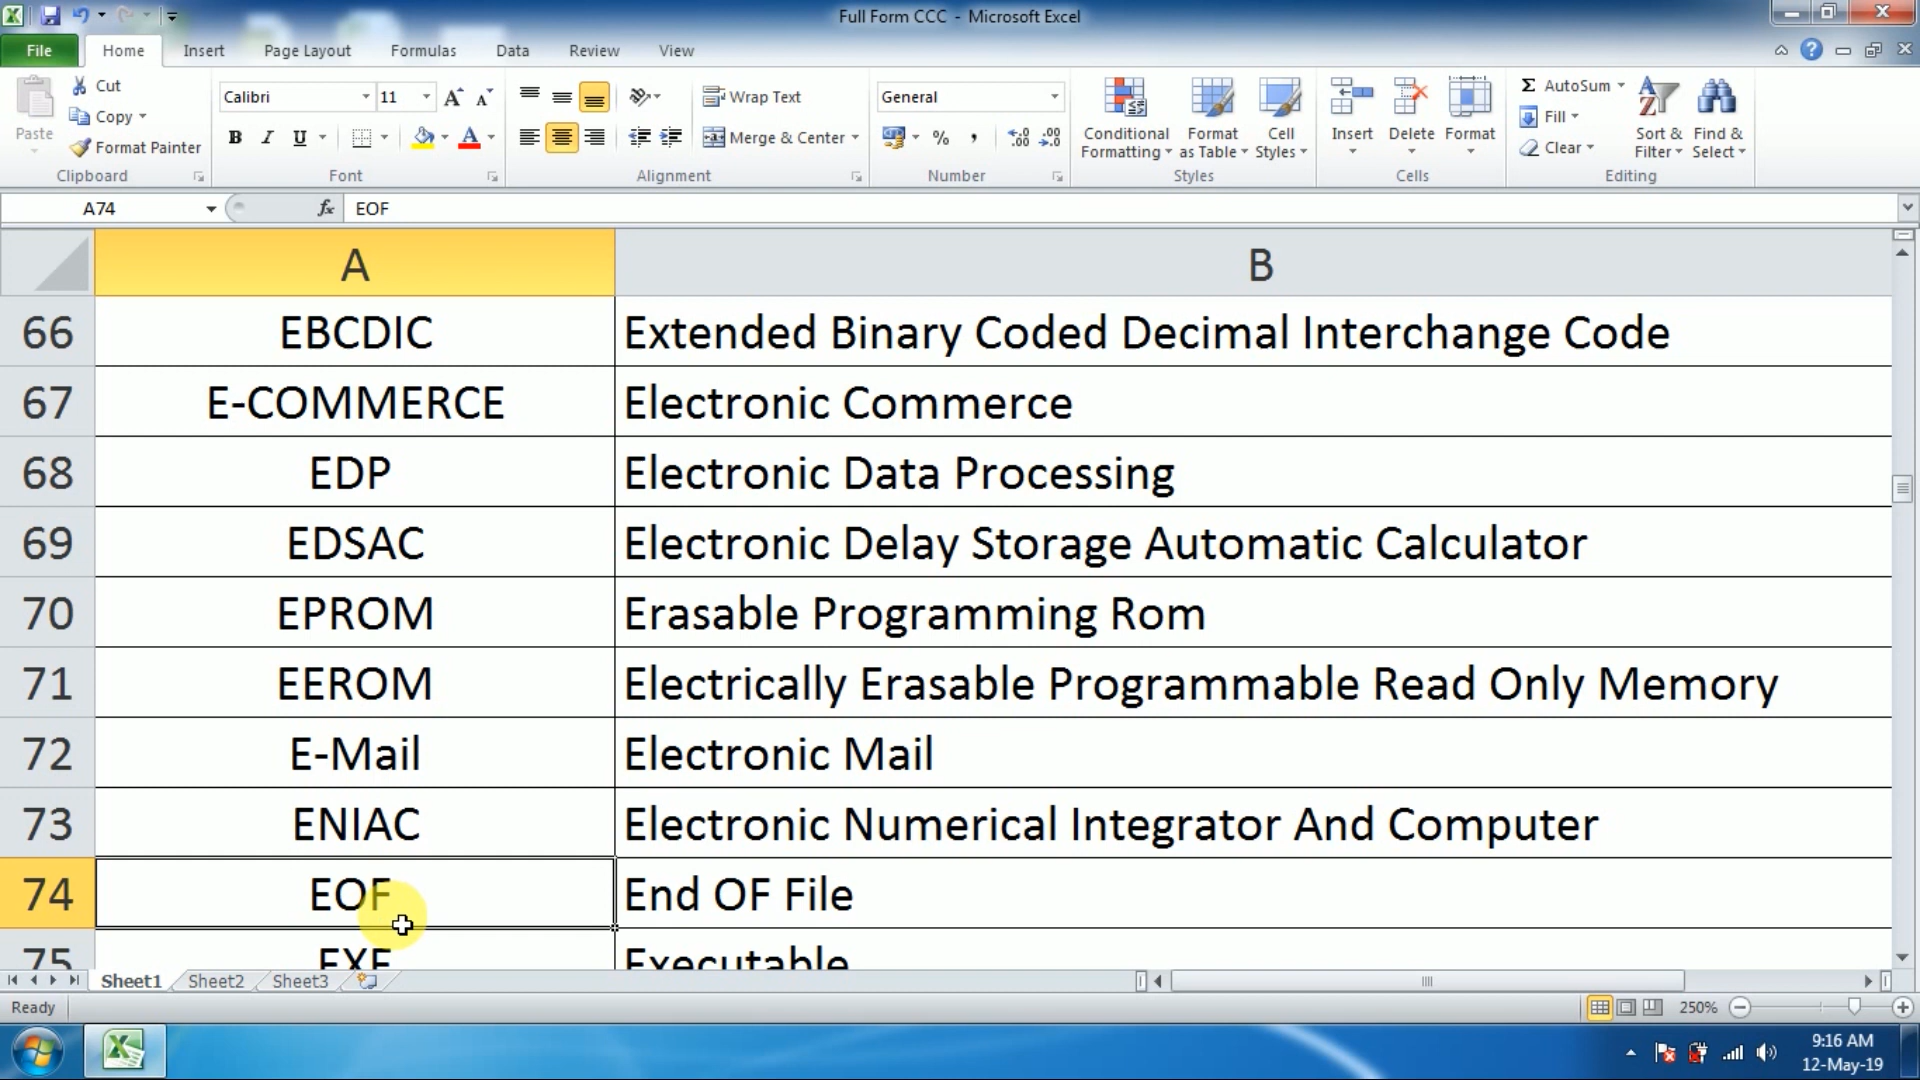 Full Form CCC - Microsoft Excel
File Home Insert Page Layout Formulas Data Review View
Paste
Cut
Copy
Format Painter
Clipboard
Calibri 11
B I U
Font
Wrap Text
Merge & Center
Alignment
General
% ,
Number
Conditional Formatting
Format as Table
Cell Styles
Styles
Insert Delete Format
Cells
Σ AutoSum
Fill
Clear
Sort & Filter
Find & Select
Editing
A74 fx EOF
A B
66 EBCDIC Extended Binary Coded Decimal Interchange Code
67 E-COMMERCE Electronic Commerce
68 EDP Electronic Data Processing
69 EDSAC Electronic Delay Storage Automatic Calculator
70 EPROM Erasable Programming Rom
71 EEROM Electrically Erasable Programmable Read Only Memory
72 E-Mail Electronic Mail
73 ENIAC Electronic Numerical Integrator And Computer
74 EOF End OF File
75 EXE Executable
Sheet1 Sheet2 Sheet3
Ready 250%
9:16 AM
12-May-19